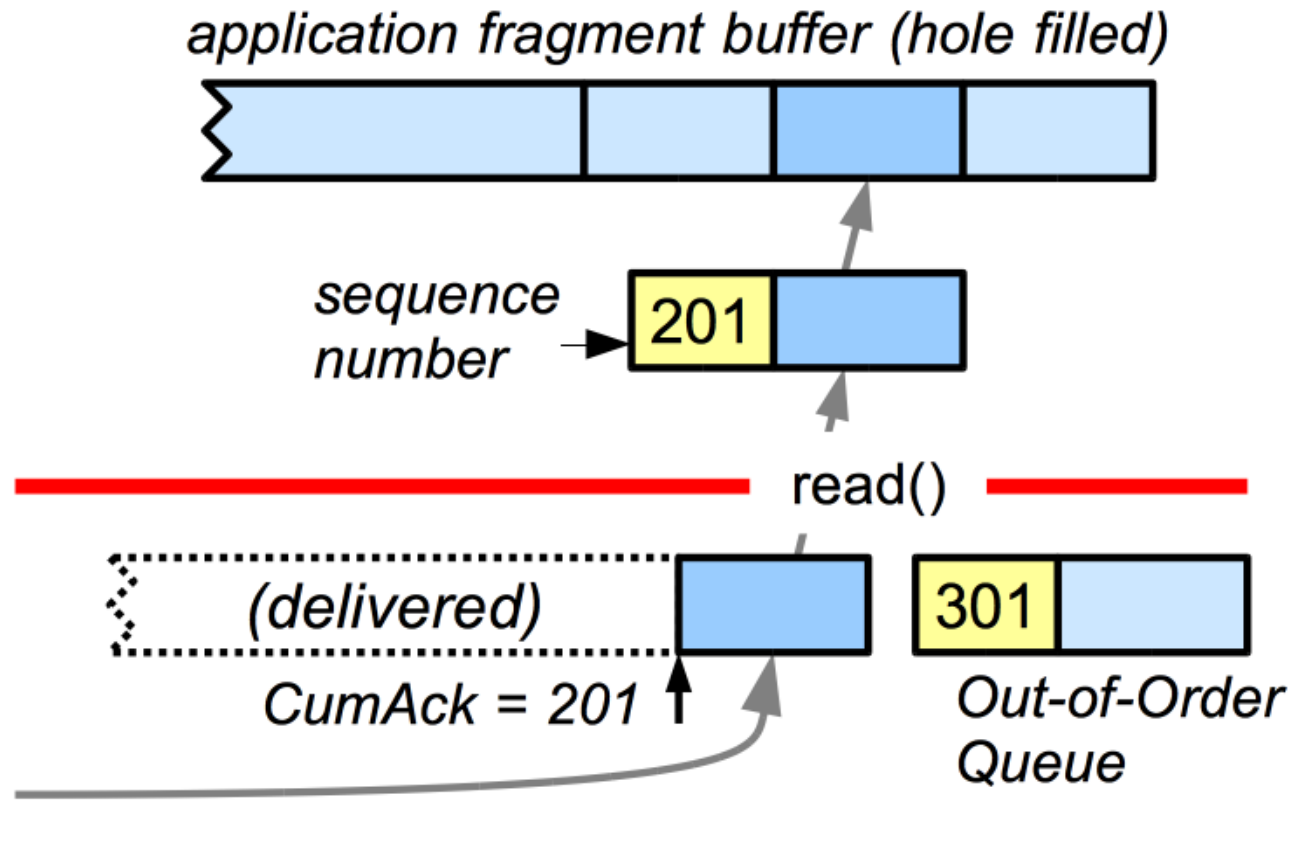 application fragment buffer (hole filled)
sequence
number
201
read()
(delivered)
301
CumAck = 201
Out-of-Order
Queue